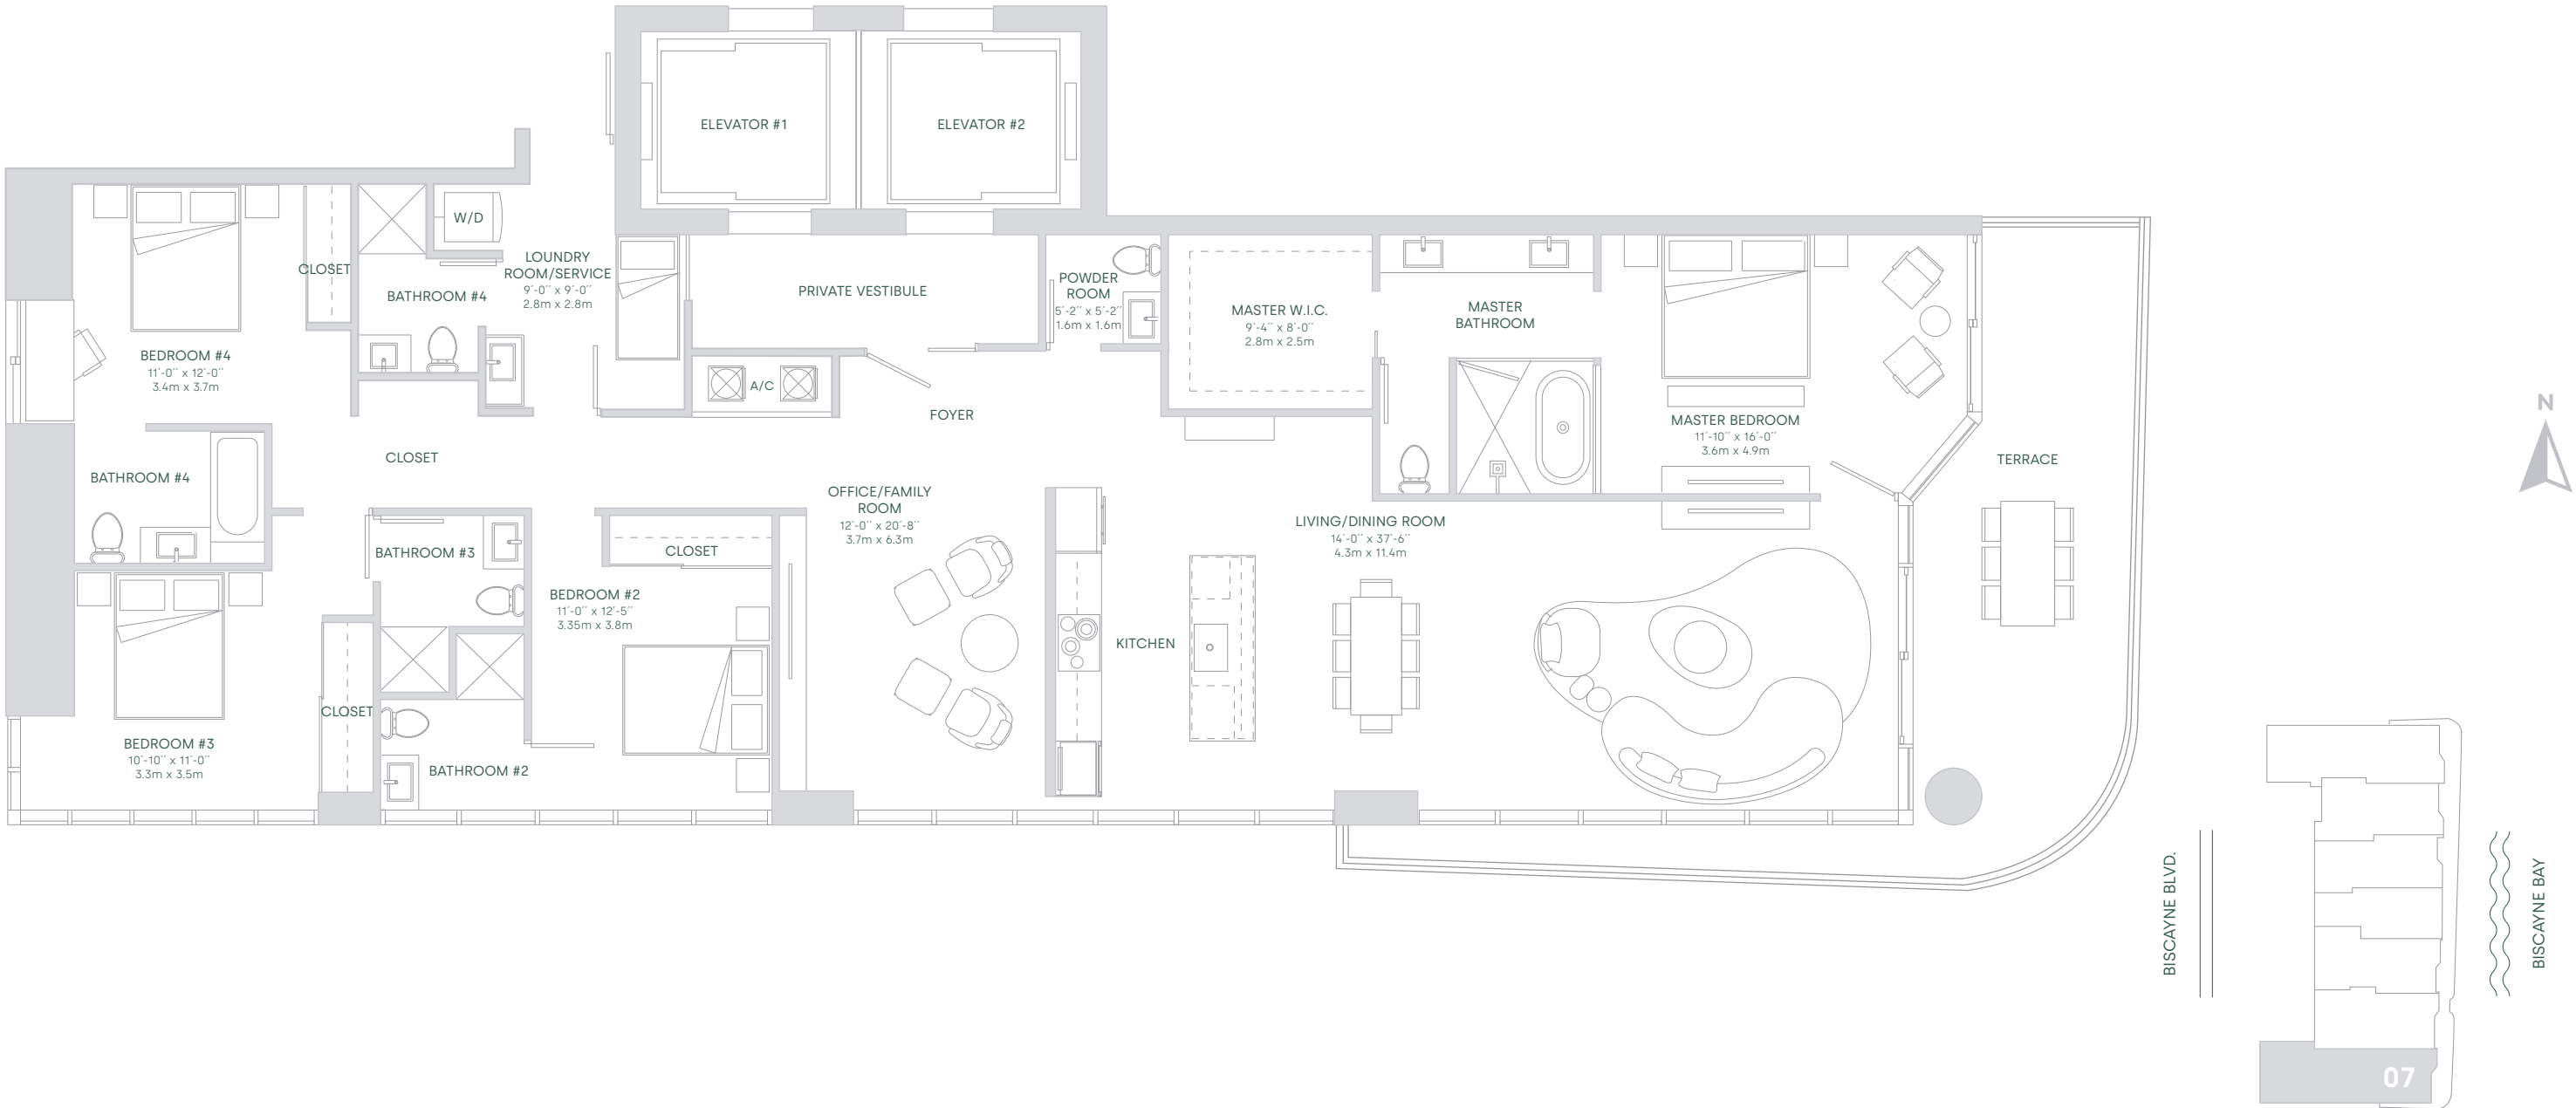 ELEVATOR #1
ELEVATOR #2
W/D
CLOSET
BATHROOM #4
LOUNDRY
ROOM/SERVICE
9'-0'' x 9'-0''
2.8m x 2.8m
PRIVATE VESTIBULE
POWDER
ROOM
5'-2'' x 5'-2''
1.6m x 1.6m
MASTER W.I.C.
9'-4'' x 8'-0''
2.8m x 2.5m
MASTER
BATHROOM
BEDROOM #4
11'-0'' x 12'-0''
3.4m x 3.7m
A/C
FOYER
MASTER BEDROOM
11'-10'' x 16'-0''
3.6m x 4.9m
TERRACE
N
CLOSET
BATHROOM #4
OFFICE/FAMILY
ROOM
12'-0'' x 20'-8''
3.7m x 6.3m
LIVING/DINING ROOM
14'-0'' x 37'-6''
4.3m x 11.4m
BATHROOM #3
CLOSET
BEDROOM #2
11'-0'' x 12'-5''
3.35m x 3.8m
KITCHEN
CLOSET
BEDROOM #3
10'-10'' x 11'-0''
3.3m x 3.5m
BATHROOM #2
BISCAYNE BLVD.
BISCAYNE BAY
07